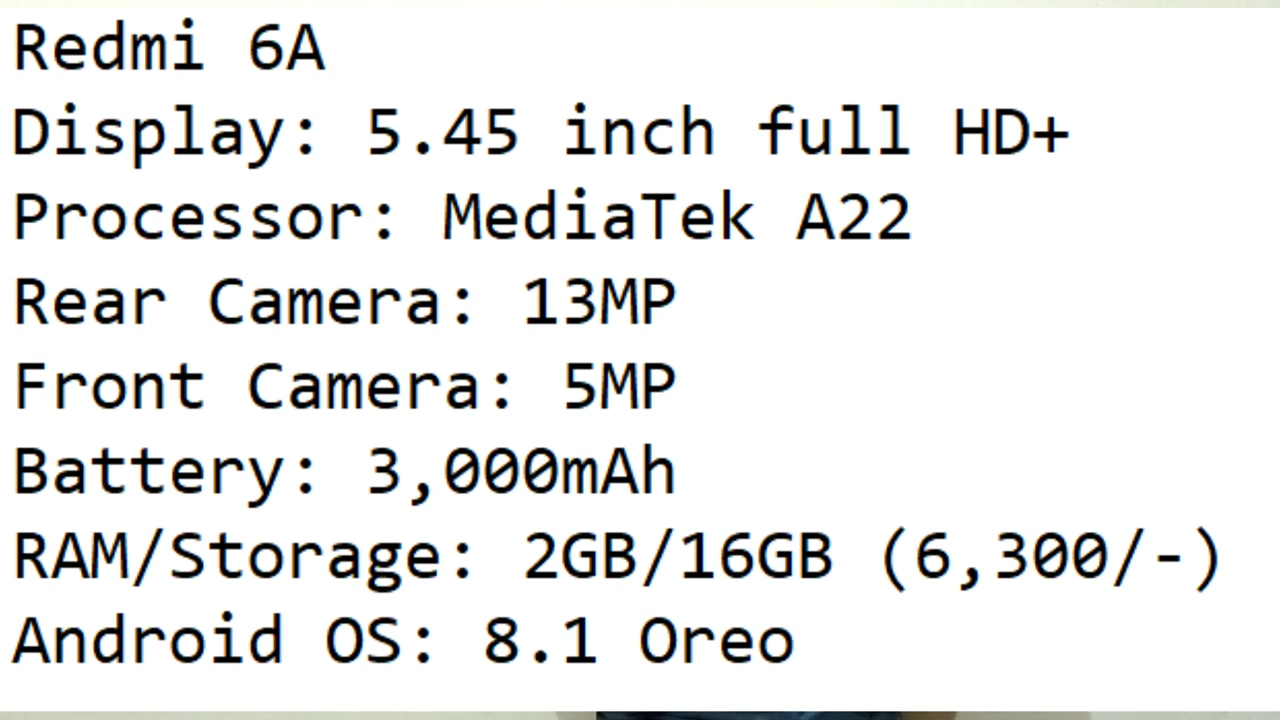 Redmi 6A
Display: 5.45 inch full HD+
Processor: MediaTek A22
Rear Camera: 13MP
Front Camera: 5MP
Battery: 3,000mAh
RAM/Storage: 2GB/16GB (6,300/-)
Android OS: 8.1 Oreo